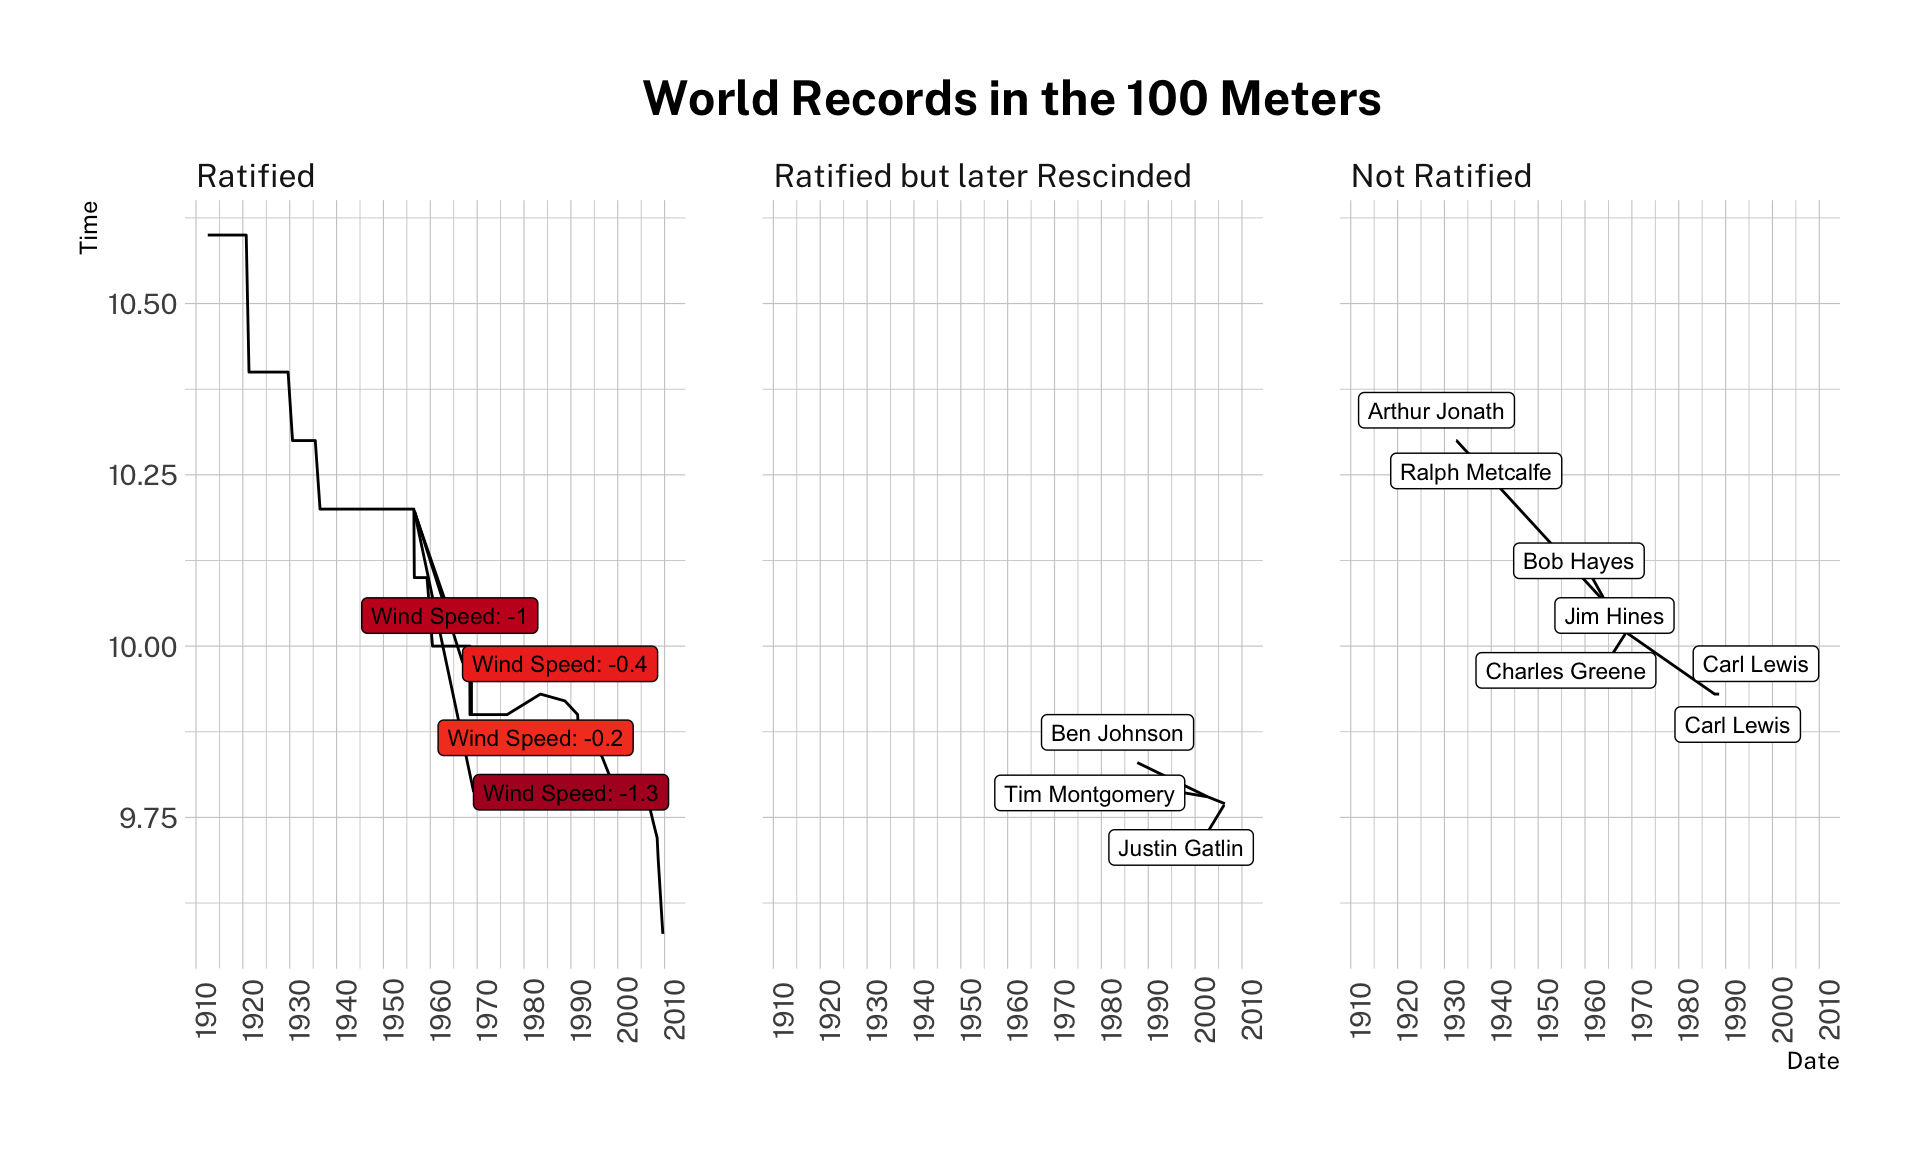 World Records in the 100 Meters
Ratified
Ratified but later Rescinded
Not Ratified
Time
10.50
10.25
10.00
9.75
Wind Speed: -1
Wind Speed: -0.4
Wind Speed: -0.2
Wind Speed: -1.3
Ben Johnson
Tim Montgomery
Justin Gatlin
Arthur Jonath
Ralph Metcalfe
Bob Hayes
Jim Hines
Charles Greene
Carl Lewis
Carl Lewis
1910 1920 1930 1940 1950 1960 1970 1980 1990 2000 2010
1910 1920 1930 1940 1950 1960 1970 1980 1990 2000 2010
1910 1920 1930 1940 1950 1960 1970 1980 1990 2000 2010
Date